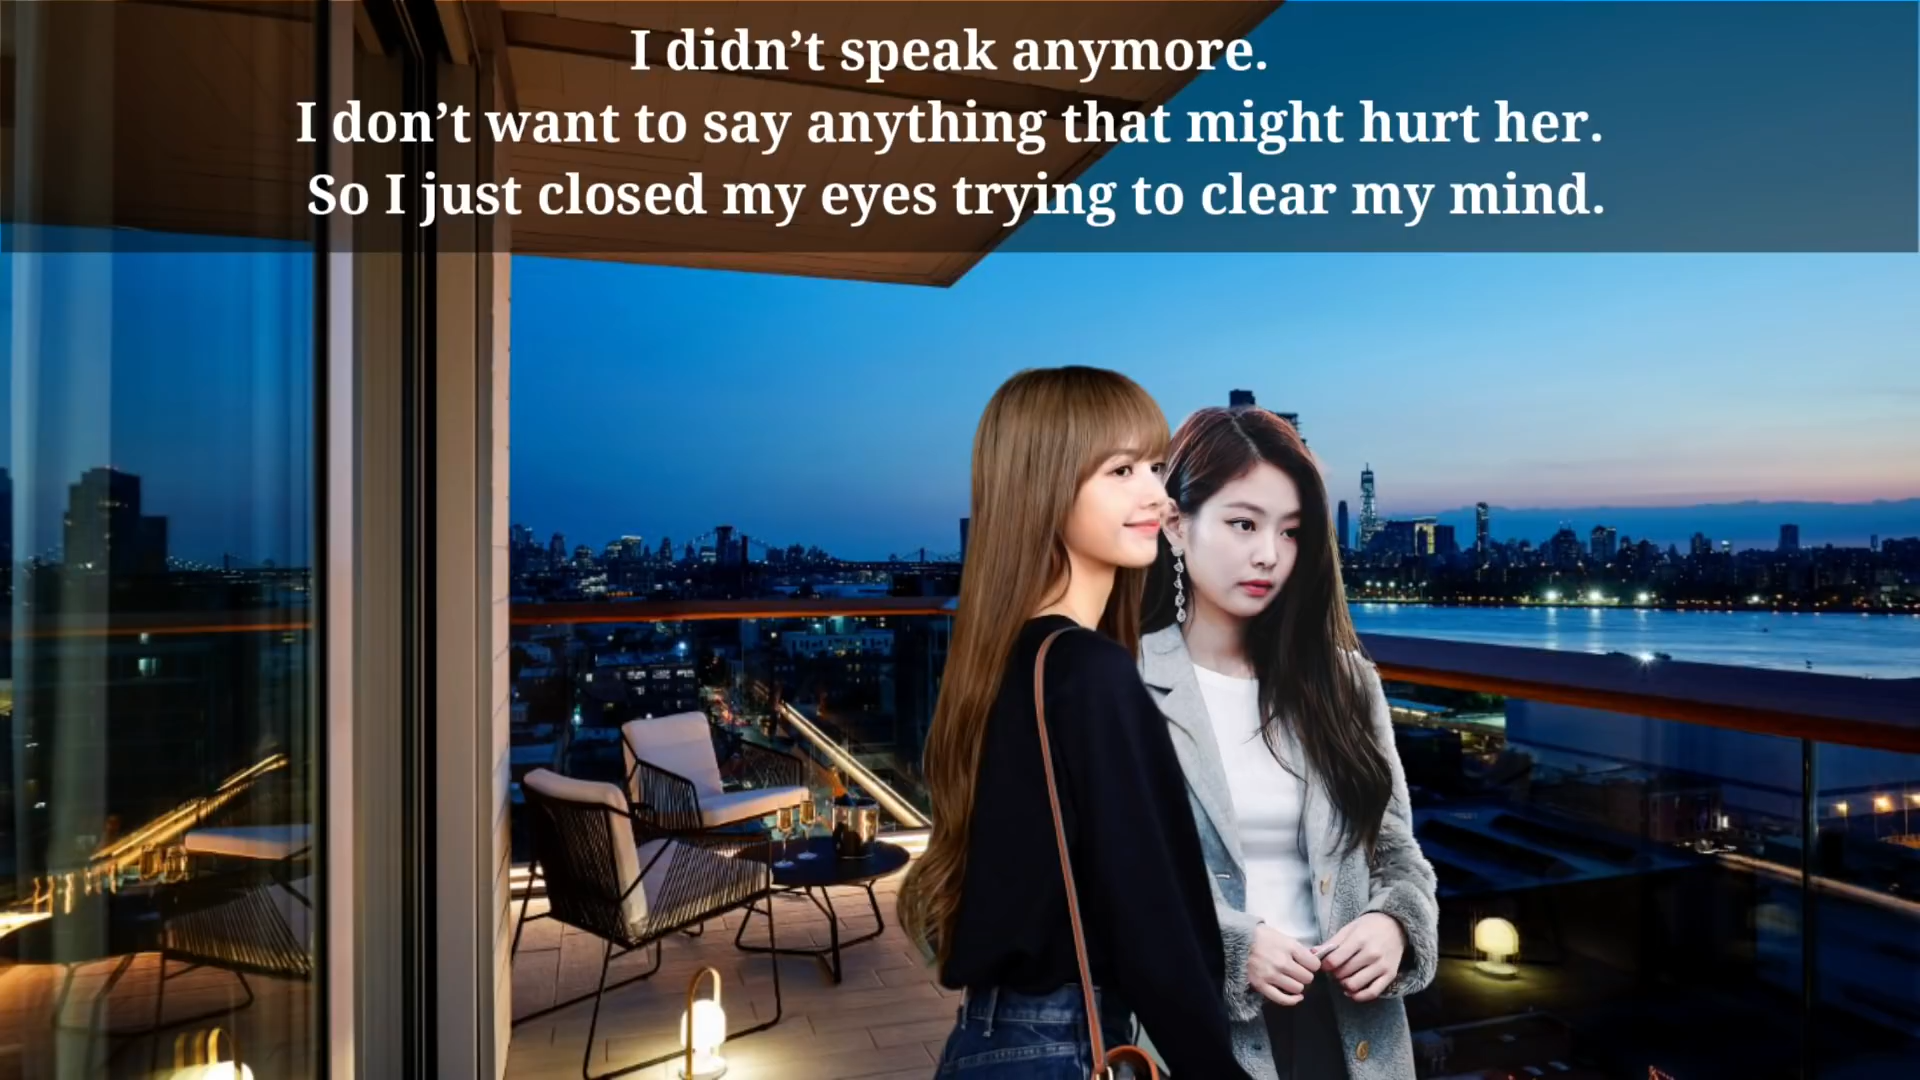 I didn’t speak anymore.
I don’t want to say anything that might hurt her.
So I just closed my eyes trying to clear my mind.